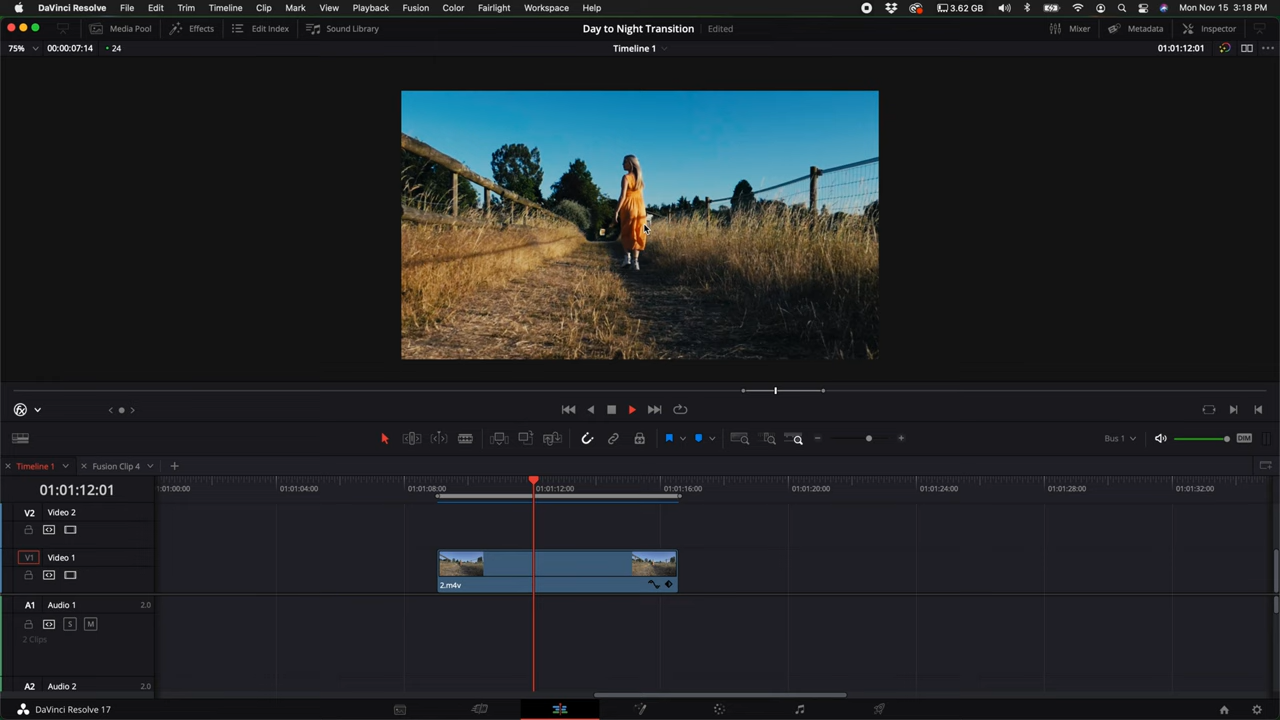 DaVinci Resolve File Edit Trim Timeline Clip Mark View Playback Fusion Color Fairlight Workspace Help 3.62 GB Mon Nov 15 3:18 PM
Media Pool Effects Edit Index Sound Library Day to Night Transition Edited Mixer Metadata Inspector
75% 00:00:07:14 24 Timeline 1 01:01:12:01
Bus 1 DIM
Timeline 1 Fusion Clip 4
01:01:12:01 1:01:00:00 01:01:04:00 01:01:08:00 01:01:12:00 01:01:16:00 01:01:20:00 01:01:24:00 01:01:28:00 01:01:32:00
V2 Video 2
V1 Video 1
2.m4v
A1 Audio 1 2.0
S M
2 Clips
A2 Audio 2 2.0
DaVinci Resolve 17